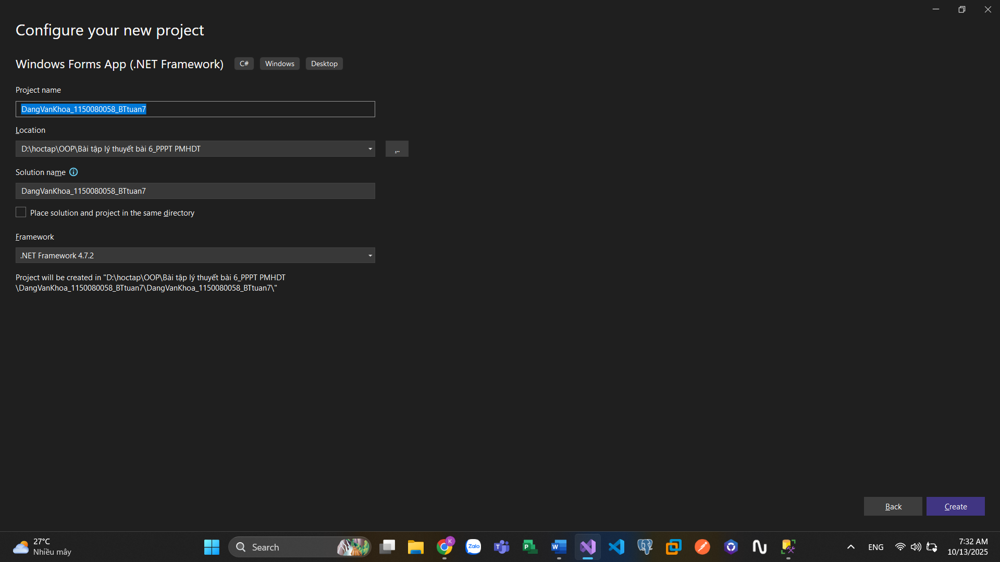 Configure your new project
Windows Forms App (.NET Framework) C# Windows Desktop
Project name
DangVanKhoa_1150080058_BTtuan7
Location
D:\hoctap\OOP\Bài tập lý thuyết bài 6_PPPT PMHDT
...
Solution name
DangVanKhoa_1150080058_BTtuan7
Place solution and project in the same directory
Framework
.NET Framework 4.7.2
Project will be created in "D:\hoctap\OOP\Bài tập lý thuyết bài 6_PPPT PMHDT
\DangVanKhoa_1150080058_BTtuan7\DangVanKhoa_1150080058_BTtuan7\"
Back Create
27°C
Nhiều mây
Search
K
Zalo
T
P
W
ENG
7:32 AM
10/13/2025